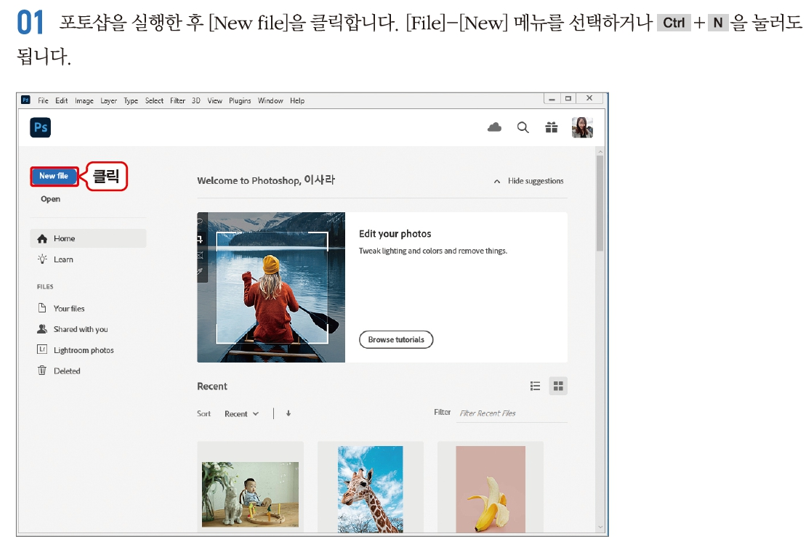 01 포토샵을 실행한 후 [New file]을 클릭합니다. [File]-[New] 메뉴를 선택하거나 Ctrl + N 을 눌러도
됩니다.
Ps File Edit Image Layer Type Select Filter 3D View Plugins Window Help
Ps
New file 클릭
Welcome to Photoshop, 이사라
Hide suggestions
Open
Edit your photos
Home
Tweak lighting and colors and remove things.
Learn
FILES
Your files
Shared with you
Browse tutorials
Lightroom photos
Deleted
Recent
Sort Recent
Filter Filter Recent Files